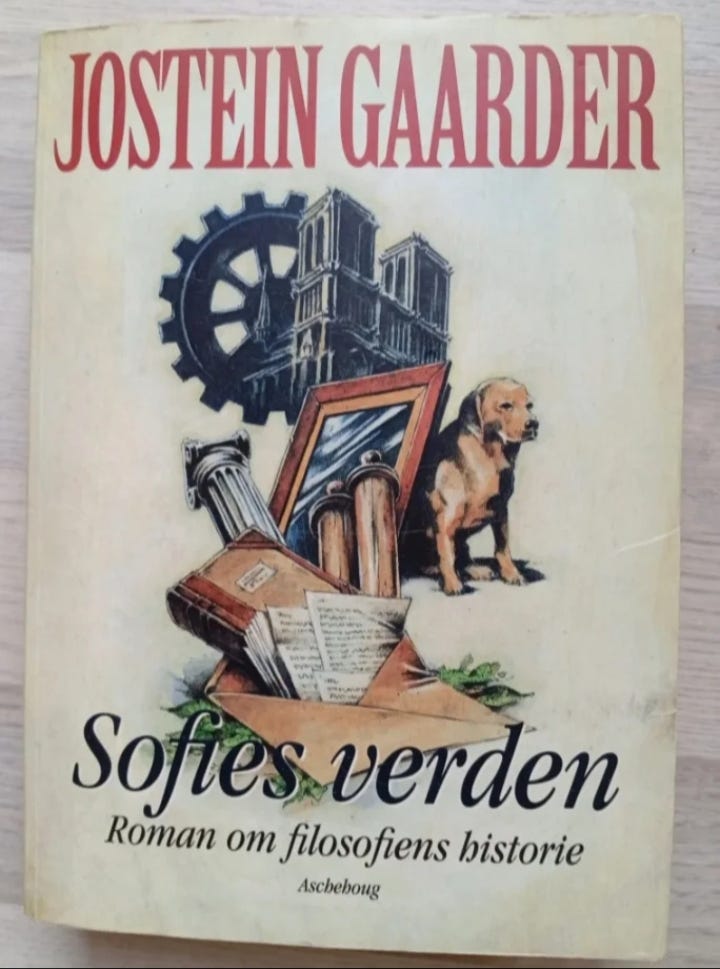 JOSTEIN GAARDER
Sofies verden
Roman om filosofiens historie
Aschehoug